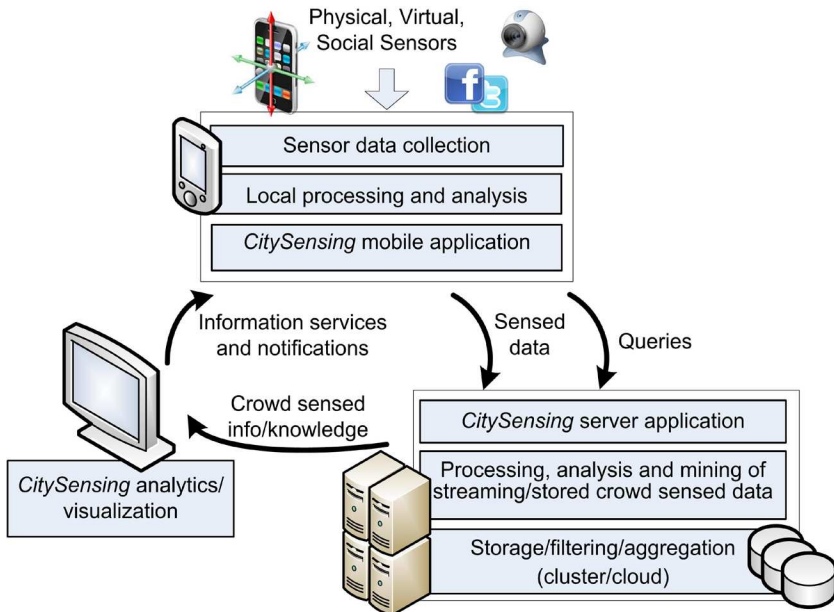 Physical, Virtual,
Social Sensors
f
t
Sensor data collection
Local processing and analysis
CitySensing mobile application
Information services
and notifications
Sensed
data
Queries
Crowd sensed
info/knowledge
CitySensing server application
Processing, analysis and mining of
streaming/stored crowd sensed data
CitySensing analytics/
visualization
Storage/filtering/aggregation
(cluster/cloud)